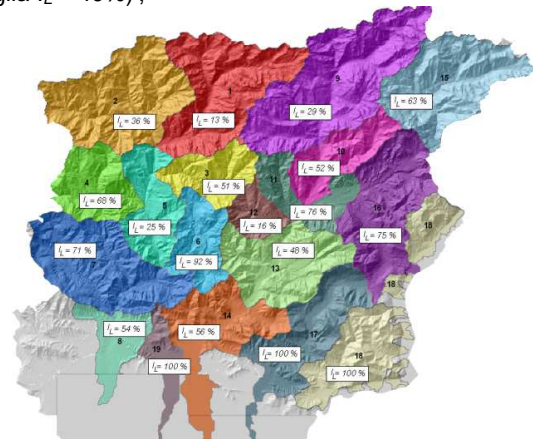 9
15
2
1
I_L = 29 %
I_L = 63 %
I_L = 36 %
I_L = 13 %
10
4
3
11
I_L = 52 %
I_L = 51 %
I_L = 68 %
5
12
I_L = 76 %
16
I_L = 25 %
I_L = 16 %
18
I_L = 75 %
6
I_L = 71 %
I_L = 48 %
I_L = 92 %
7
13
18
14
17
I_L = 54 %
I_L = 56 %
8
19
I_L = 100 %
18
I_L = 100 %
I_L = 100 %